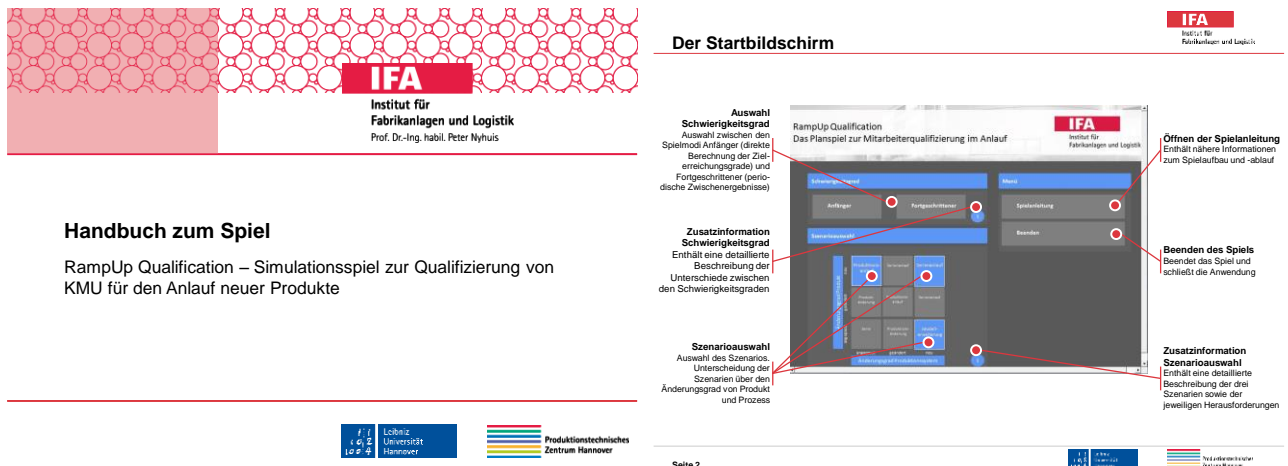 IFA
Institut für
Fabrikanlagen und Logistik
Prof. Dr.-Ing. habil. Peter Nyhuis
Handbuch zum Spiel
RampUp Qualification – Simulationsspiel zur Qualifizierung von
KMU für den Anlauf neuer Produkte
Leibniz
Universität
Hannover
Produktionstechnisches
Zentrum Hannover
Der Startbildschirm
IFA
Institut für
Fabrikanlagen und Logistik
Auswahl
Schwierigkeitsgrad
Auswahl zwischen den
Spielmodi Anfänger (direkte
Berechnung der Ziel-
erreichungsgrade) und
Fortgeschrittener (perio-
dische Zwischenergebnisse)
Zusatzinformation
Schwierigkeitsgrad
Enthält eine detaillierte
Beschreibung der
Unterschiede zwischen
den Schwierigkeitsgraden
Szenarioauswahl
Auswahl des Szenarios.
Unterscheidung der
Szenarien über den
Änderungsgrad von Produkt
und Prozess
RampUp Qualification
Das Planspiel zur Mitarbeiterqualifizierung im Anlauf
IFA
Institut für
Fabrikanlagen und Logistik
Schwierigkeitsgrad
Anfänger
Fortgeschrittener
Szenarioauswahl
Änderungsgrad Produktionssystem
Menü
Spielanleitung
Beenden
Öffnen der Spielanleitung
Enthält nähere Informationen
zum Spielaufbau und -ablauf
Beenden des Spiels
Beendet das Spiel und
schließt die Anwendung
Zusatzinformation
Szenarioauswahl
Enthält eine detaillierte
Beschreibung der drei
Szenarien sowie der
jeweiligen Herausforderungen
Seite 2